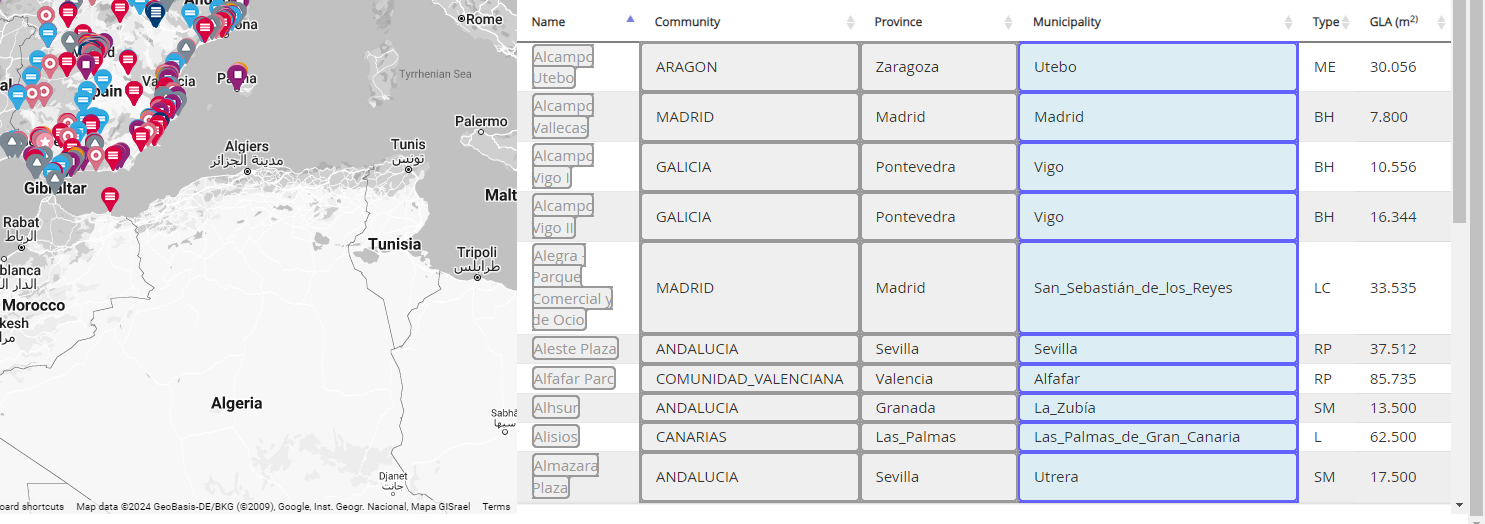 Rome
Tyrrhenian Sea
Palermo
Algiers
مدينة الجزائر
Tunis
تونس
Gibraltar
Malt
Rabat
الرباط
Tunisia
Tripoli
طرابلس
blanca
الدار ال
Morocco
kesh
مرا
Algeria
Sabhā
سبها
Djanet
جانت
oard shortcuts Map data ©2024 GeoBasis-DE/BKG (©2009), Google, Inst. Geogr. Nacional, Mapa GISrael Terms
Name Community Province Municipality Type GLA (m²)
Alcampo
Utebo ARAGON Zaragoza Utebo ME 30.056
Alcampo
Vallecas MADRID Madrid Madrid BH 7.800
Alcampo
Vigo I GALICIA Pontevedra Vigo BH 10.556
Alcampo
Vigo II GALICIA Pontevedra Vigo BH 16.344
Alegra -
Parque
Comercial y
de Ocio MADRID Madrid San_Sebastián_de_los_Reyes LC 33.535
Aleste Plaza ANDALUCIA Sevilla Sevilla RP 37.512
Alfafar Parc COMUNIDAD_VALENCIANA Valencia Alfafar RP 85.735
Alhsur ANDALUCIA Granada La_Zubía SM 13.500
Alisios CANARIAS Las_Palmas Las_Palmas_de_Gran_Canaria L 62.500
Almazara
Plaza ANDALUCIA Sevilla Utrera SM 17.500